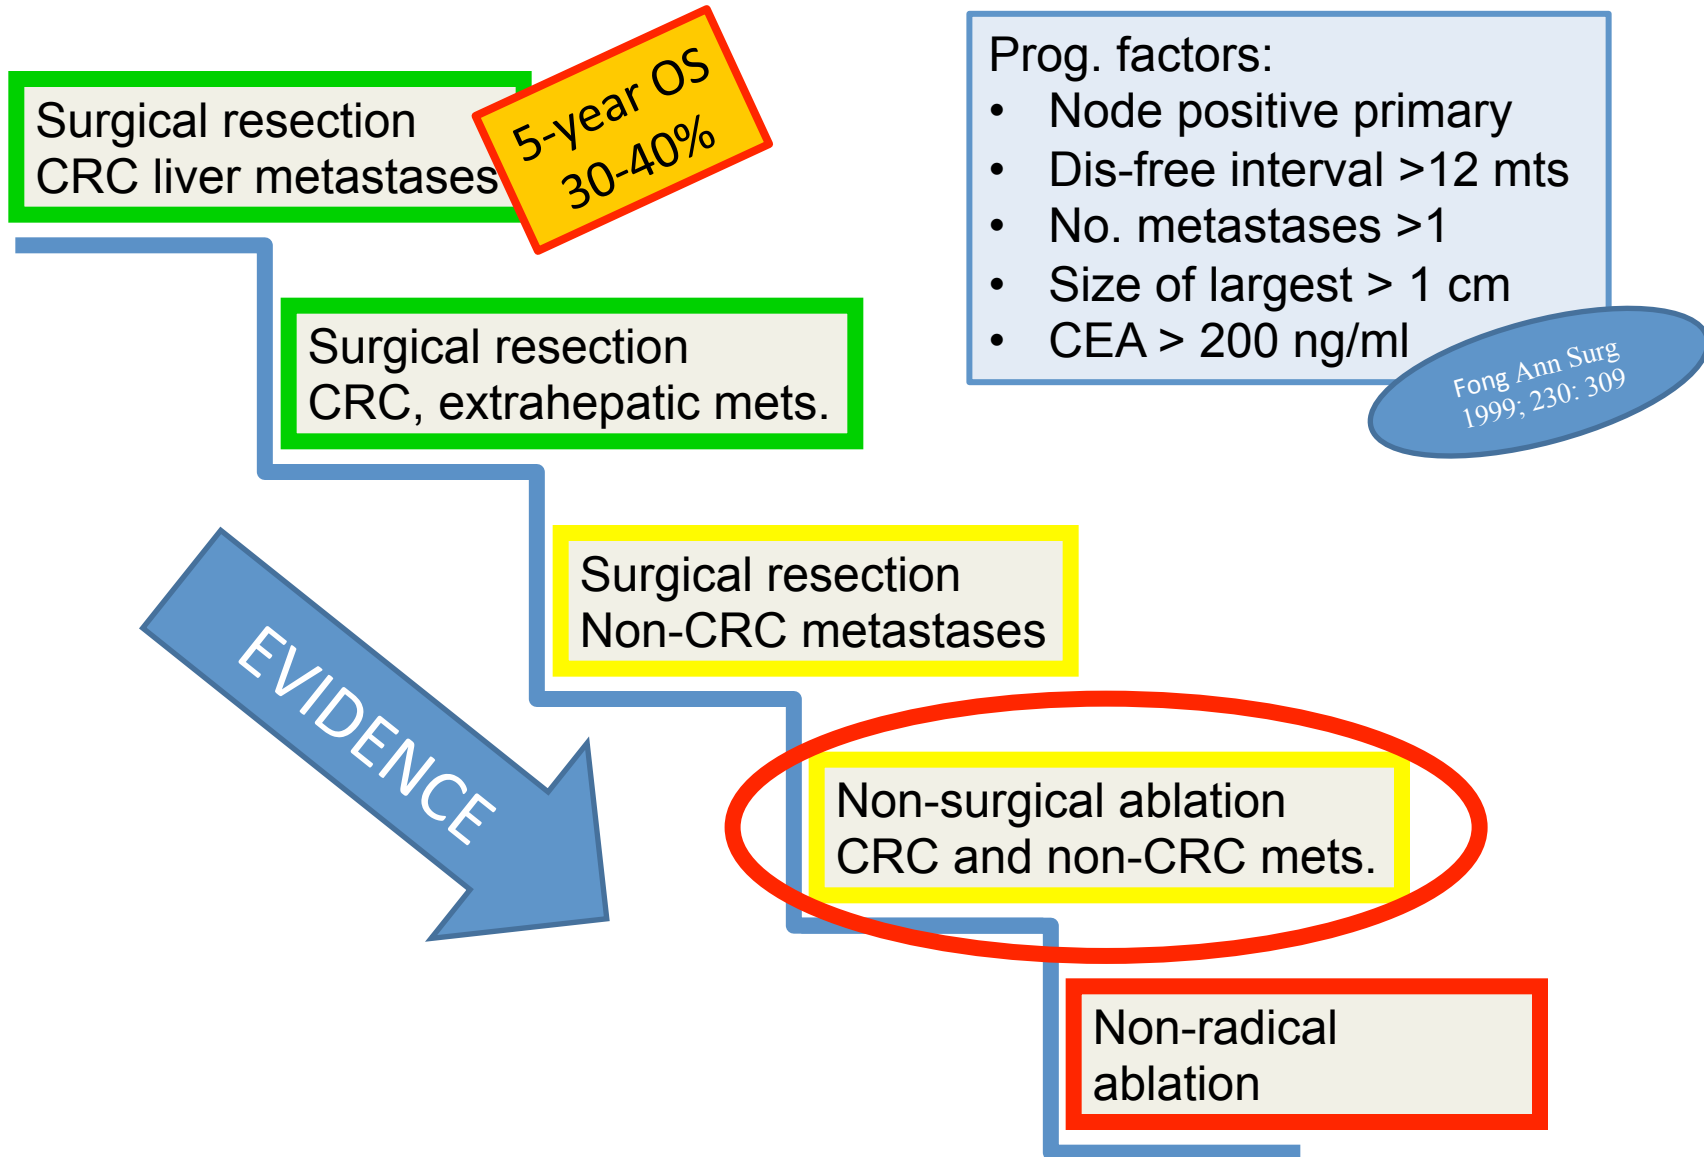 Surgical resection
CRC liver metastases
5-year OS
30-40%
Prog. factors:
• Node positive primary
• Dis-free interval >12 mts
• No. metastases >1
• Size of largest > 1 cm
• CEA > 200 ng/ml
Fong Ann Surg
1999; 230: 309
Surgical resection
CRC, extrahepatic mets.
Surgical resection
Non-CRC metastases
EVIDENCE
Non-surgical ablation
CRC and non-CRC mets.
Non-radical
ablation